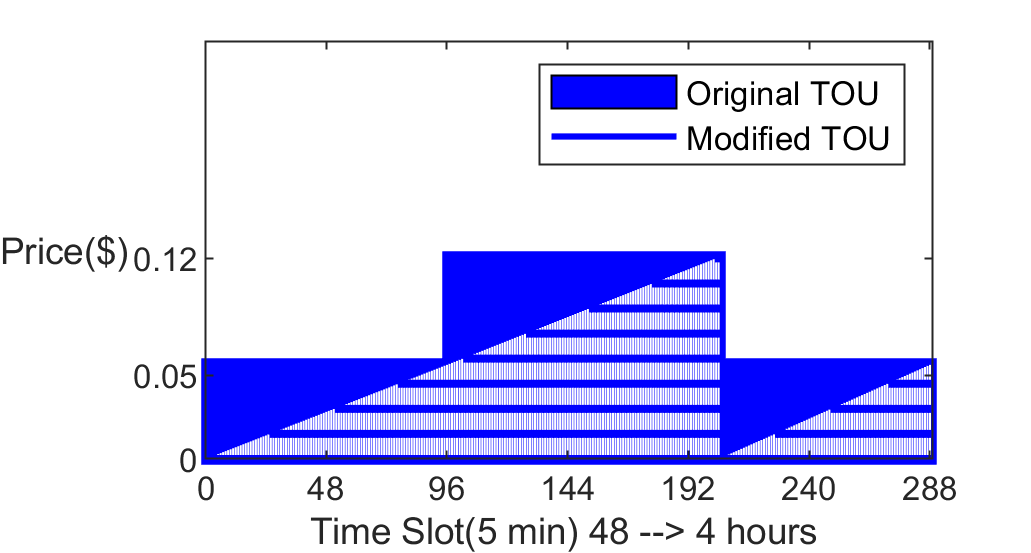 Original TOU
Modified TOU
Price($)
0.12
0.05
0
0 48 96 144 192 240 288
Time Slot(5 min) 48 --> 4 hours